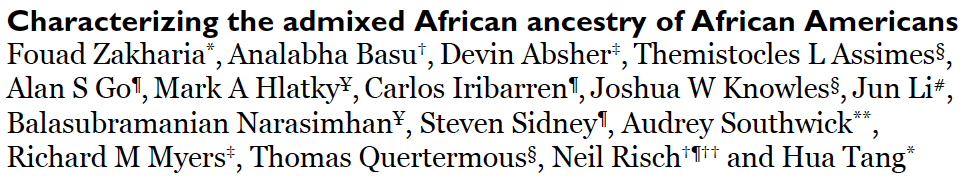 Characterizing the admixed African ancestry of African Americans
Fouad Zakharia*, Analabha Basu†, Devin Absher‡, Themistocles L Assimes§,
Alan S Go¶, Mark A Hlatky¥, Carlos Iribarren¶, Joshua W Knowles§, Jun Li#,
Balasubramanian Narasimhan¥, Steven Sidney¶, Audrey Southwick**,
Richard M Myers‡, Thomas Quertermous§, Neil Risch†¶†† and Hua Tang*